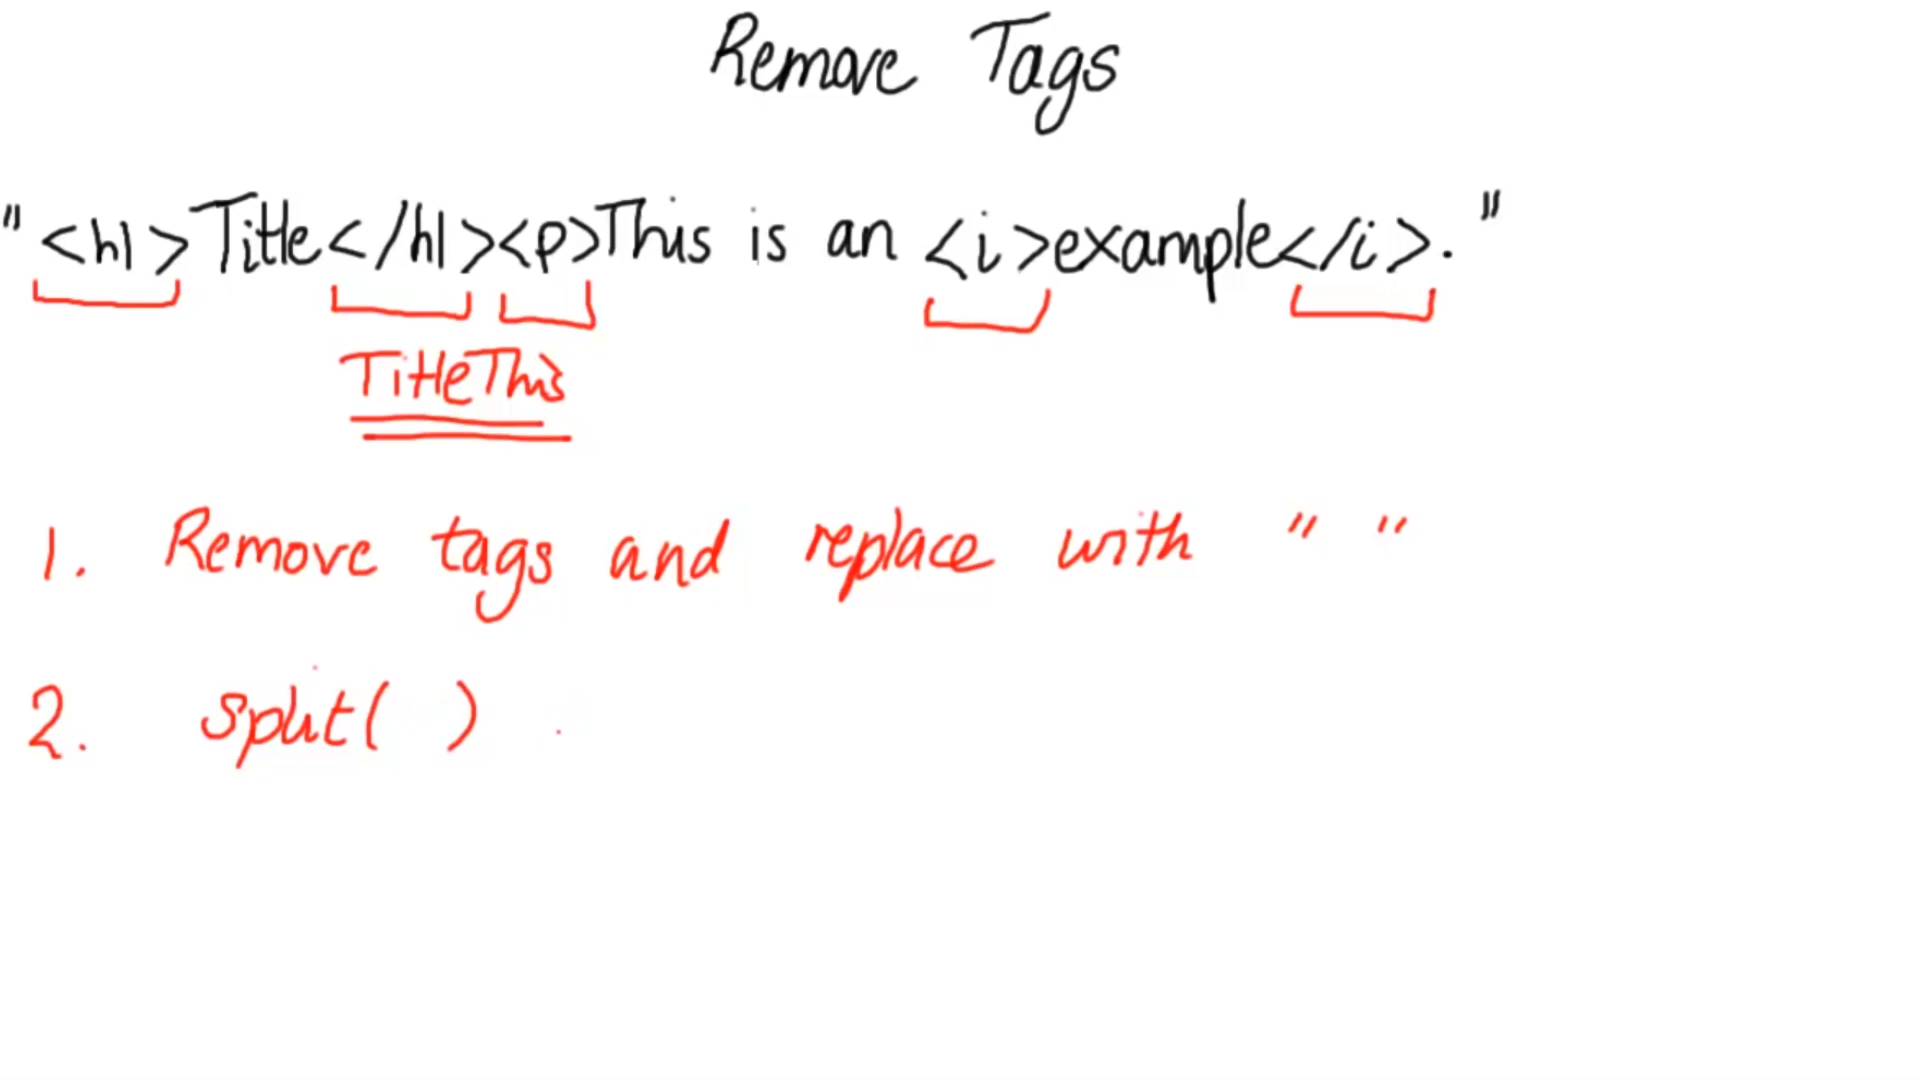 Remove Tags
"<h1>Title</h1><p>This is an <i>example</i>."
TitleThis
1. Remove tags and replace with " "
2. split( )